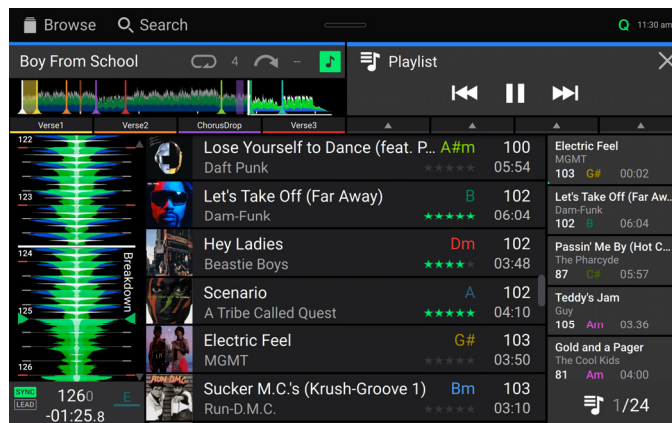 Browse
Search
Q 11:30 am
Boy From School
4
--
Playlist
Verse1
Verse2
ChorusDrop
Verse3
122
123
124
125
126
Breakdown
SYNC
LEAD
1260
E
-01:25.8
Lose Yourself to Dance (feat. P... A#m 100
Daft Punk ★★★★★ 05:54
Let's Take Off (Far Away) B 102
Dam-Funk ★★★★★ 06:04
Hey Ladies Dm 102
Beastie Boys ★★★★★ 03:48
Scenario A 102
A Tribe Called Quest ★★★★★ 04:10
Electric Feel G# 103
MGMT ★★★★★ 03:50
RUN-DMC
Sucker M.C.'s (Krush-Groove 1) Bm 103
Run-D.M.C. ★★★★★ 03:10
Electric Feel
MGMT
103 G# 00:02
Let's Take Off (Far Aw..
Dam-Funk
102 B 06:04
Passin' Me By (Hot C...
The Pharcyde
87 C# 05:57
Teddy's Jam
Guy
105 Am 03.36
Gold and a Pager
The Cool Kids
81 Am 04:00
1/24